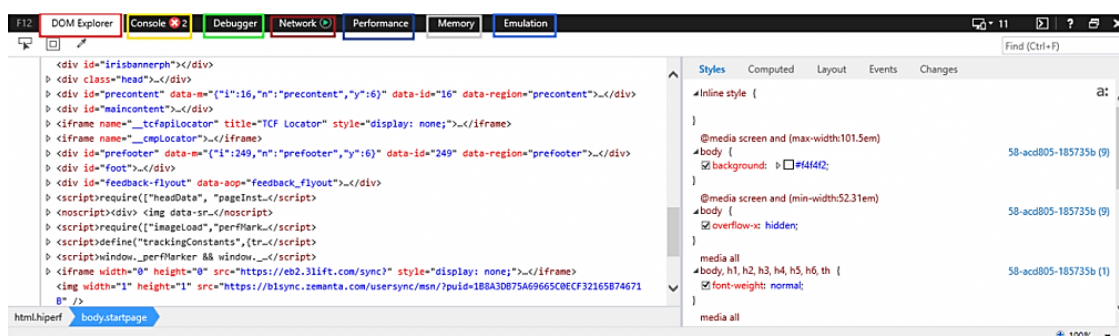 F12 DOM Explorer Console 2 Debugger Network Performance Memory Emulation 11 ?
Find (Ctrl+F)
<div id="irisbannerph"></div>
<div class="head">…</div>
<div id="precontent" data-m="{"i":16,"n":"precontent","y":6}" data-id="16" data-region="precontent">…</div>
<div id="maincontent">…</div>
<iframe name="__tcfapiLocator" title="TCF Locator" style="display: none;">…</iframe>
<iframe name="__cmpLocator">…</iframe>
<div id="prefooter" data-m="{"i":249,"n":"prefooter","y":6}" data-id="249" data-region="prefooter">…</div>
<div id="foot">…</div>
<div id="feedback-flyout" data-aop="feedback_flyout">…</div>
<script>require(["headData", "pageInst…</script>
<noscript><div> <img data-sr…</noscript>
<script>require(["imageLoad","perfMark…</script>
<script>define("trackingConstants",{tr…</script>
<script>window._perfMarker && window._…</script>
<iframe width="0" height="0" src="https://eb2.3lift.com/sync?" style="display: none;">…</iframe>
<img width="1" height="1" src="https://b1sync.zemanta.com/usersync/msn/?puid=1B8A3DB75A69665C0ECF32165B74671
B" />
html.hiperf body.startpage
Styles Computed Layout Events Changes
Inline style {
a:
}
@media screen and (max-width:101.5em)
body { 58-acd805-185735b (9)
background: #f4f4f2;
}
@media screen and (min-width:52.31em)
body { 58-acd805-185735b (9)
overflow-x: hidden;
}
media all
body, h1, h2, h3, h4, h5, h6, th { 58-acd805-185735b (1)
font-weight: normal;
}
media all
100%